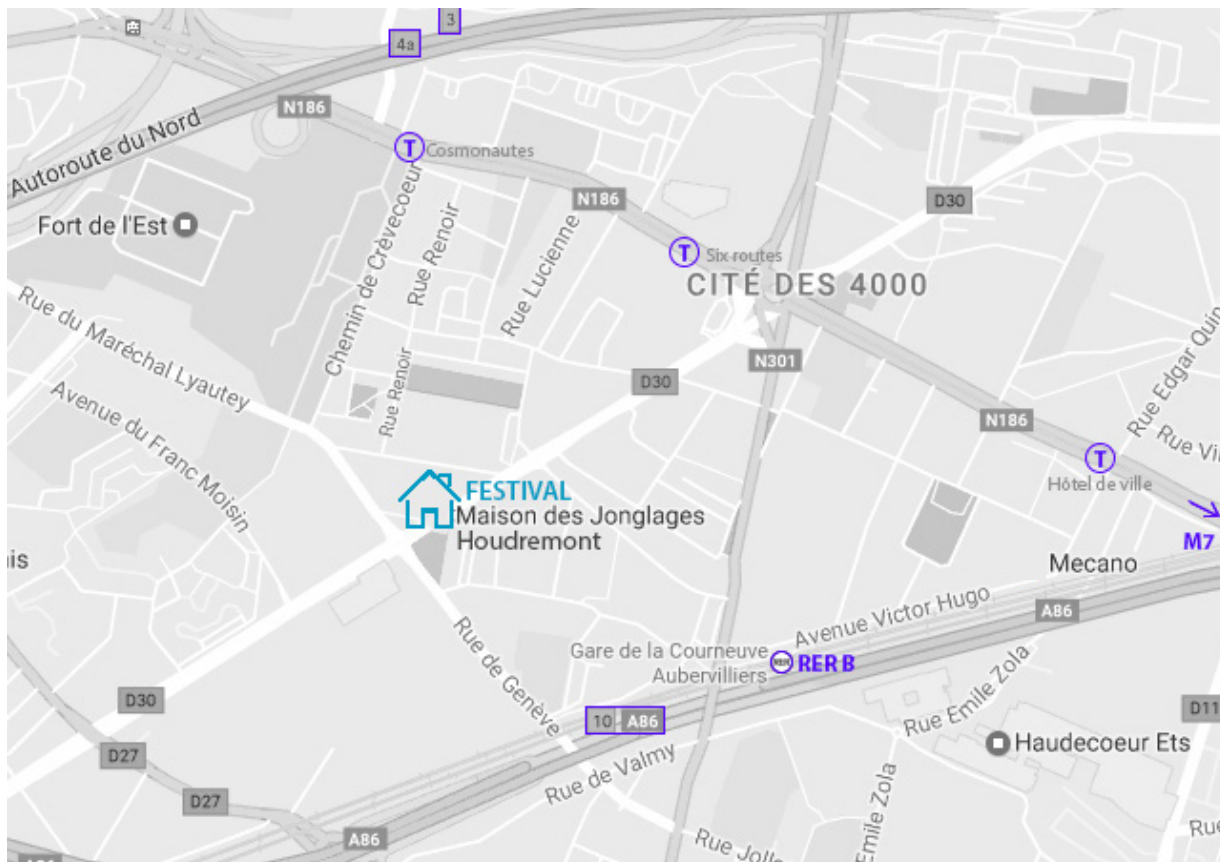 3
4a
N186
Autoroute du Nord
T
Cosmonautes
N186
D30
Fort de l'Est
Chemin de Crèvecoeur
Rue Renoir
Rue Lucienne
T
Six routes
CITÉ DES 4000
Rue du Maréchal Lyautey
Rue Renoir
D30
N301
Rue Edgar Quin
Avenue du Franc Moisin
N186
Rue Vi
T
Hôtel de ville
FESTIVAL
Maison des Jonglages
Houdremont
M7
Mecano
is
Avenue Victor Hugo
A86
Rue de Genève
Gare de la Courneuve
Aubervilliers
RER
RER B
Rue Emile Zola
D30
10
A86
D11
D27
Haudecoeur Ets
Rue de Valmy
D27
Emile Zola
A86
Rue Jolle
Rue
A86